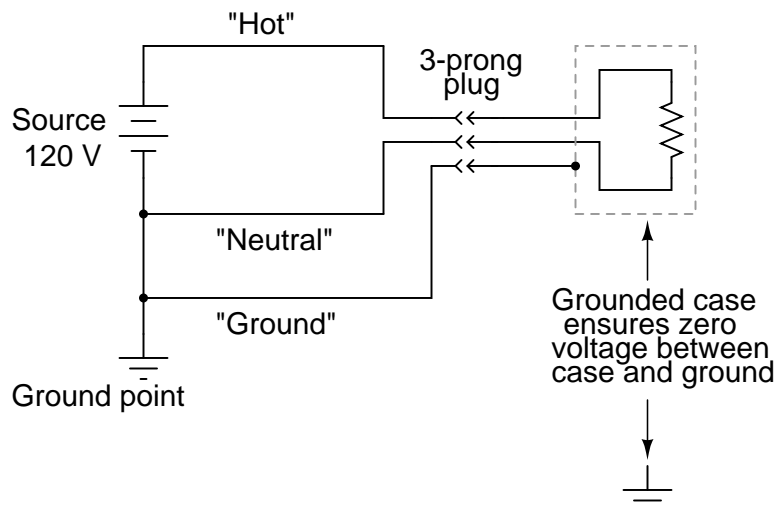 "Hot"
3-prong
plug
Source
120 V
"Neutral"
"Ground"
Ground point
Grounded case
ensures zero
voltage between
case and ground